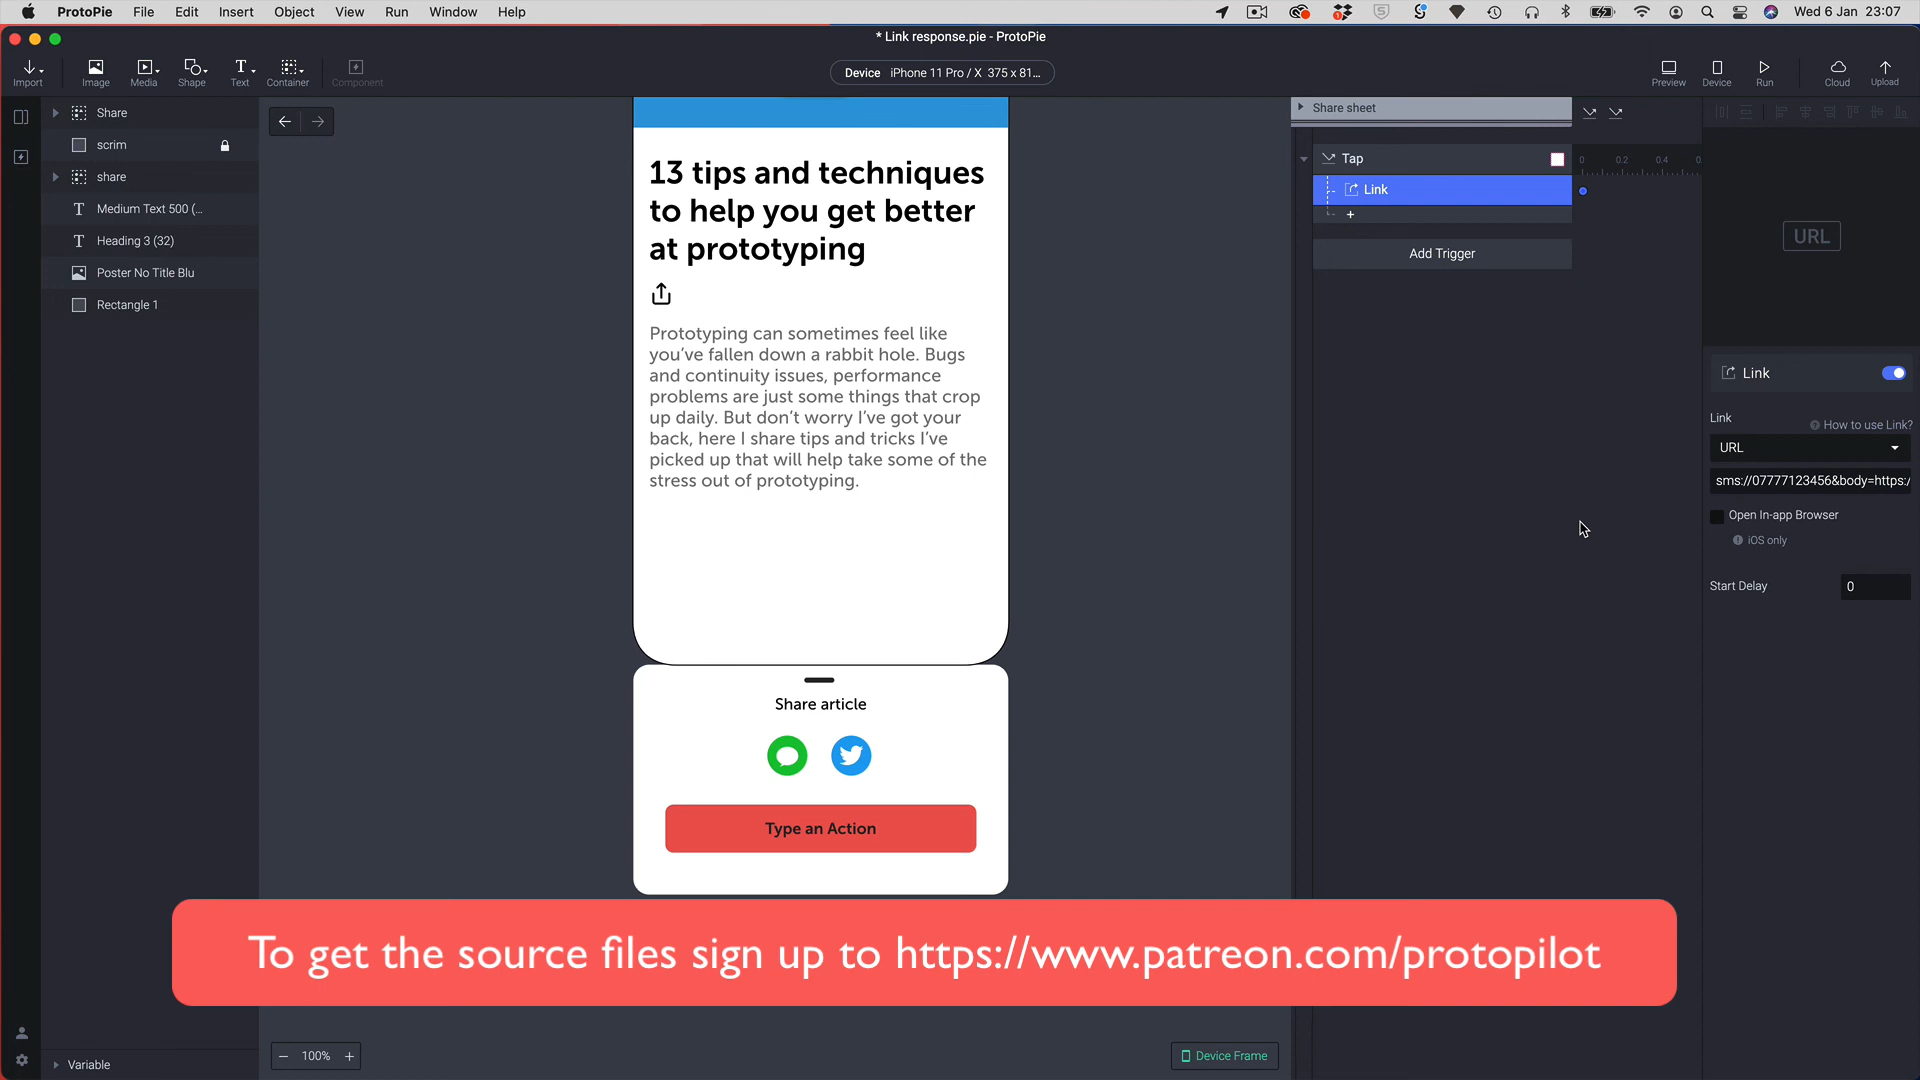 ProtoPie File Edit Insert Object View Run Window Help
Wed 6 Jan 23:07
* Link response.pie - ProtoPie
Import Image Media Shape Text Container Component
Device iPhone 11 Pro / X 375 x 81...
Preview Device Run Cloud Upload
Share
scrim
share
Medium Text 500 (...
Heading 3 (32)
Poster No Title Blu
Rectangle 1
Variable
13 tips and techniques
to help you get better
at prototyping
Prototyping can sometimes feel like
you’ve fallen down a rabbit hole. Bugs
and continuity issues, performance
problems are just some things that crop
up daily. But don’t worry I’ve got your
back, here I share tips and tricks I’ve
picked up that will help take some of the
stress out of prototyping.
Share article
Type an Action
To get the source files sign up to https://www.patreon.com/protopilot
100%
Device Frame
Share sheet
Tap
0 0.2 0.4
Link
Add Trigger
URL
Link
Link
How to use Link?
URL
sms://07777123456&body=https:/
Open In-app Browser
iOS only
Start Delay 0